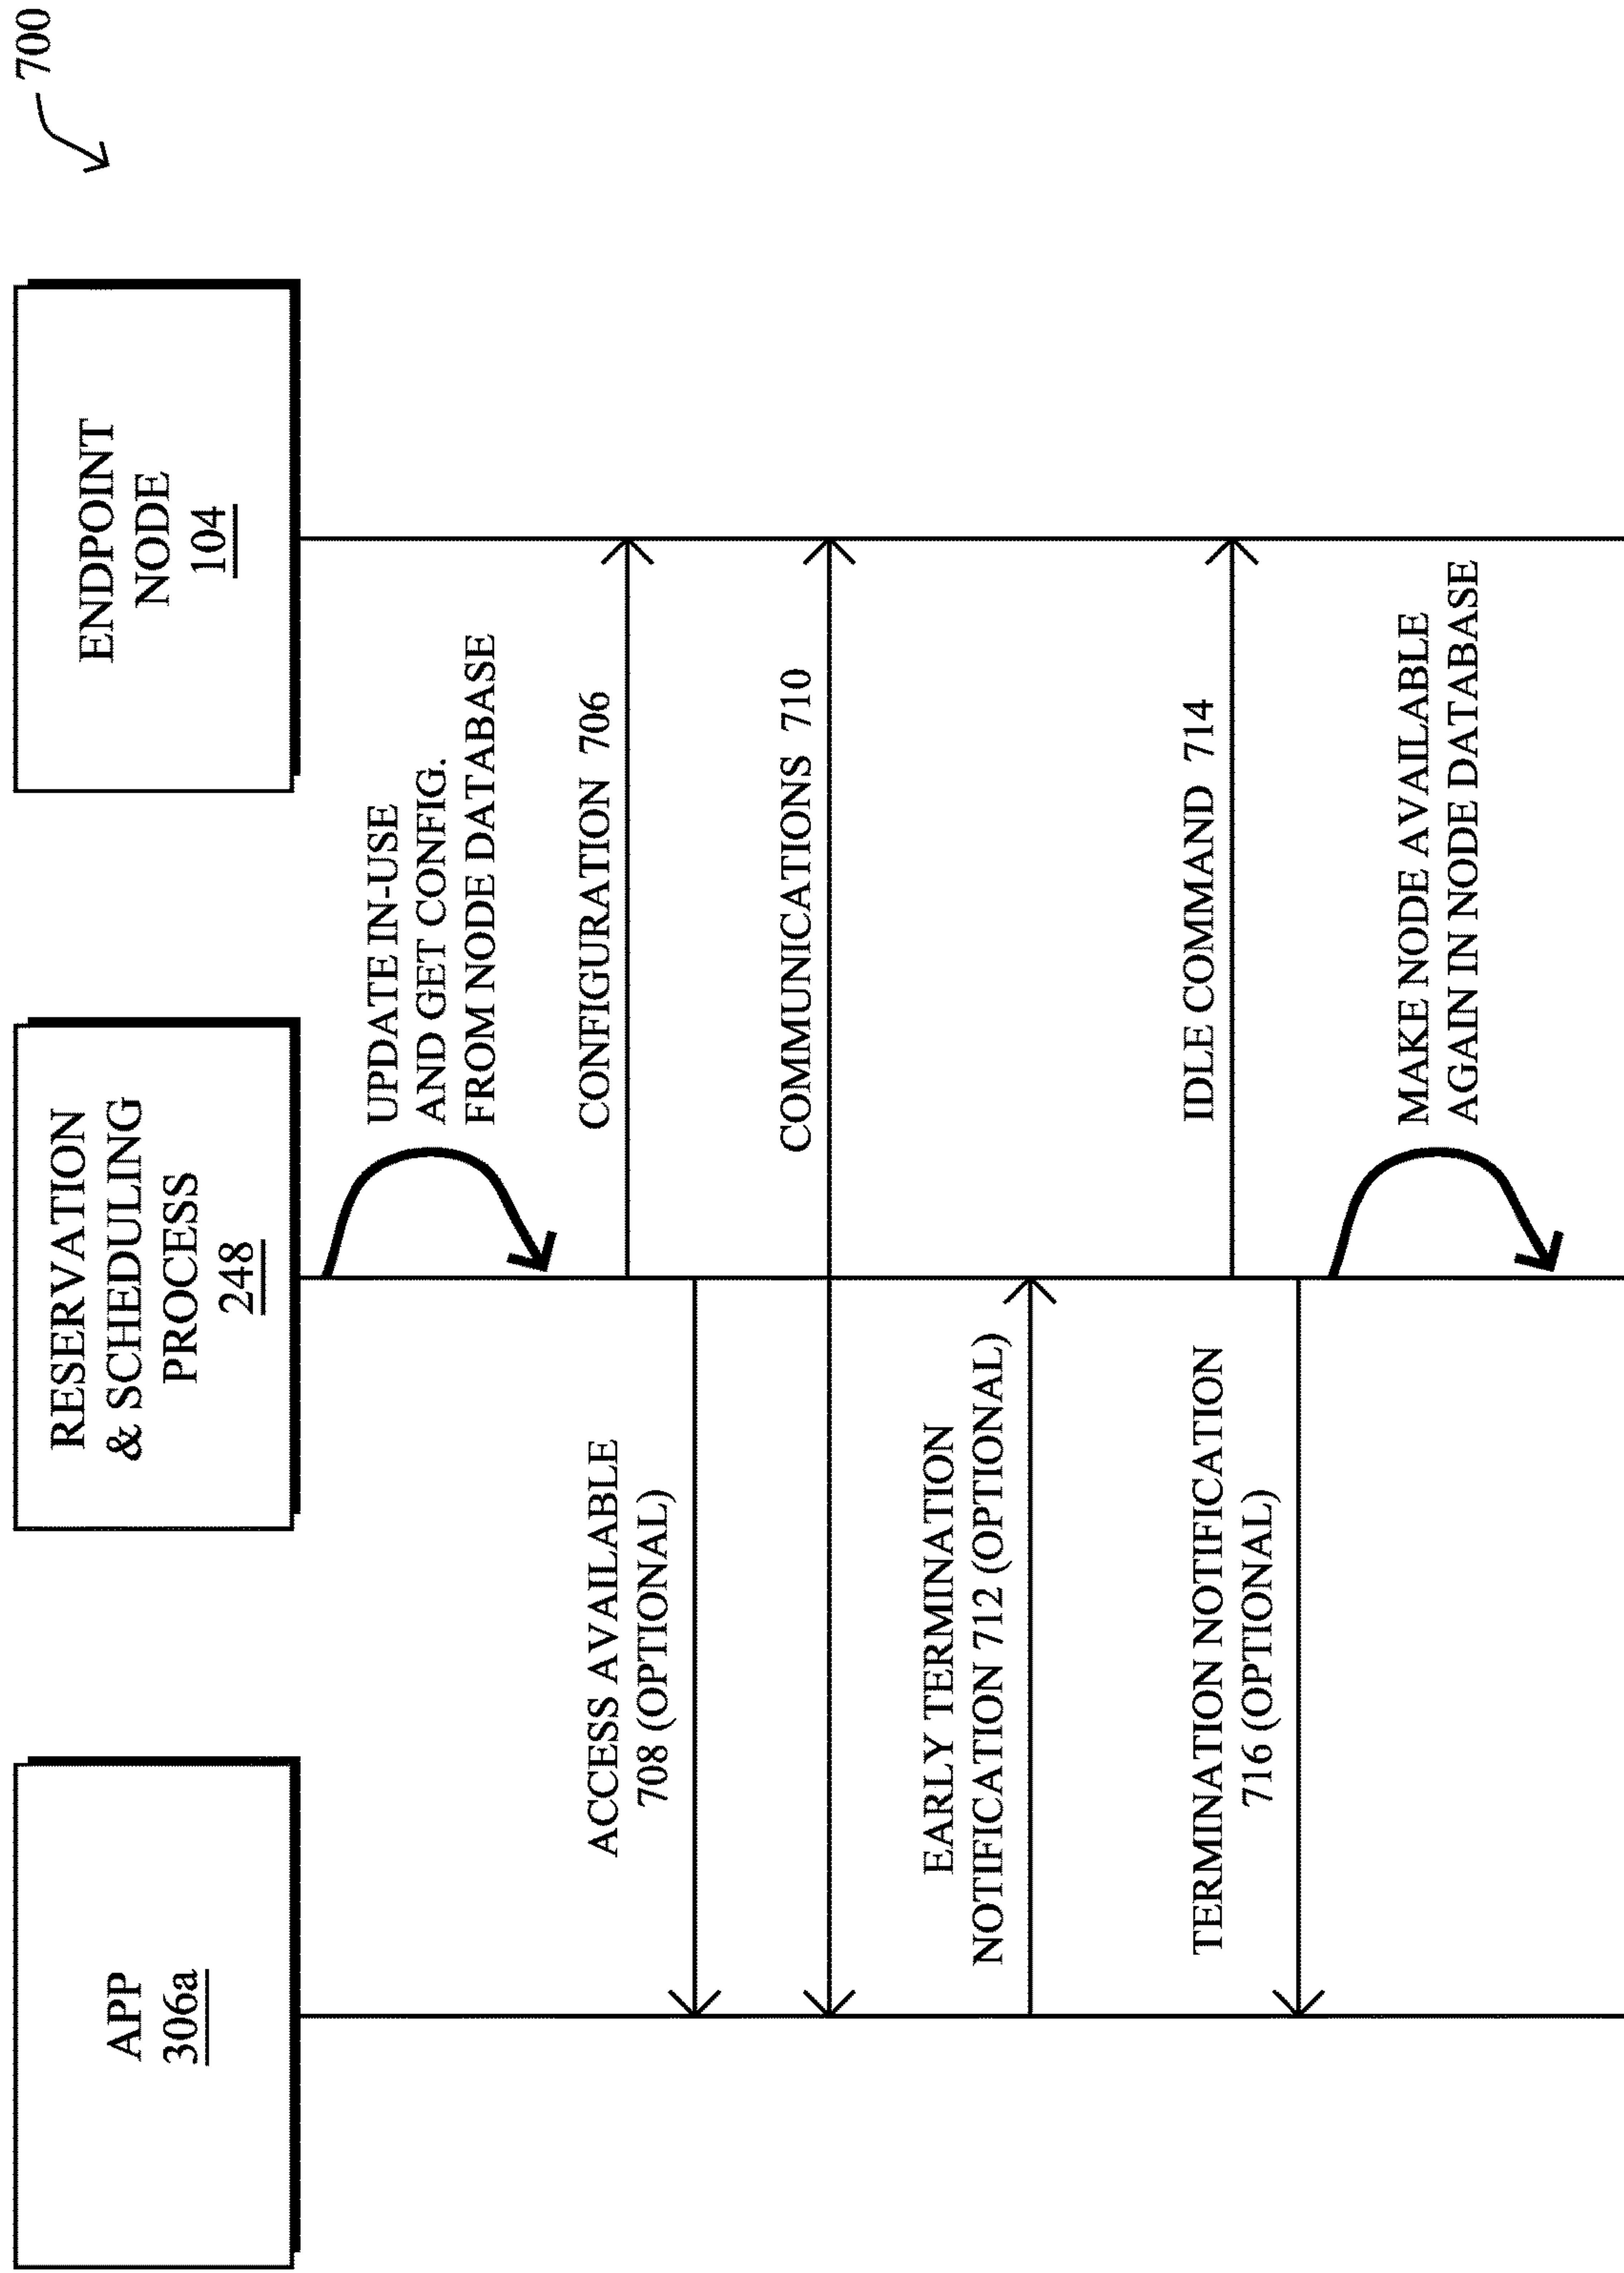 700
APP
306a
RESERVATION
& SCHEDULING
PROCESS
248
ENDPOINT
NODE
104
UPDATE IN-USE
AND GET CONFIG.
FROM NODE DATABASE
CONFIGURATION 706
ACCESS AVAILABLE
708 (OPTIONAL)
COMMUNICATIONS 710
EARLY TERMINATION
NOTIFICATION 712 (OPTIONAL)
IDLE COMMAND 714
TERMINATION NOTIFICATION
716 (OPTIONAL)
MAKE NODE AVAILABLE
AGAIN IN NODE DATABASE